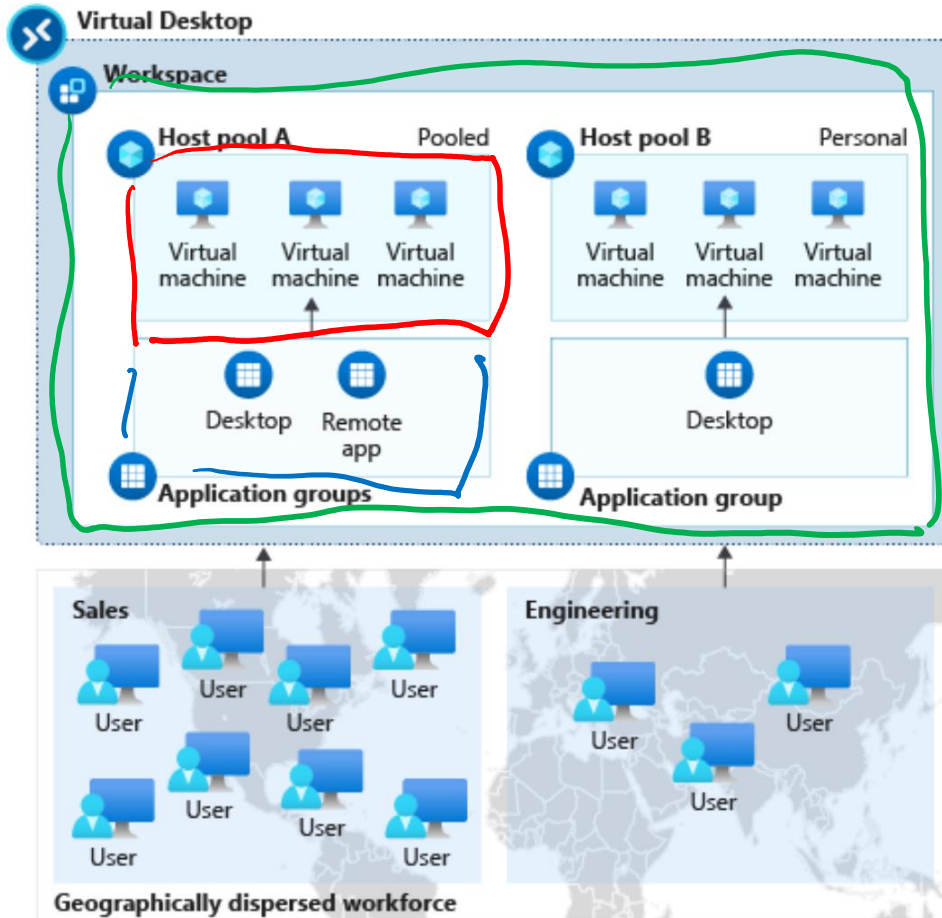 Virtual Desktop
Workspace
Host pool A
Pooled
Virtual machine
Virtual machine
Virtual machine
Desktop
Remote app
Application groups
Host pool B
Personal
Virtual machine
Virtual machine
Virtual machine
Desktop
Application group
Sales
User
User
User
User
User
User
User
User
Engineering
User
User
User
Geographically dispersed workforce